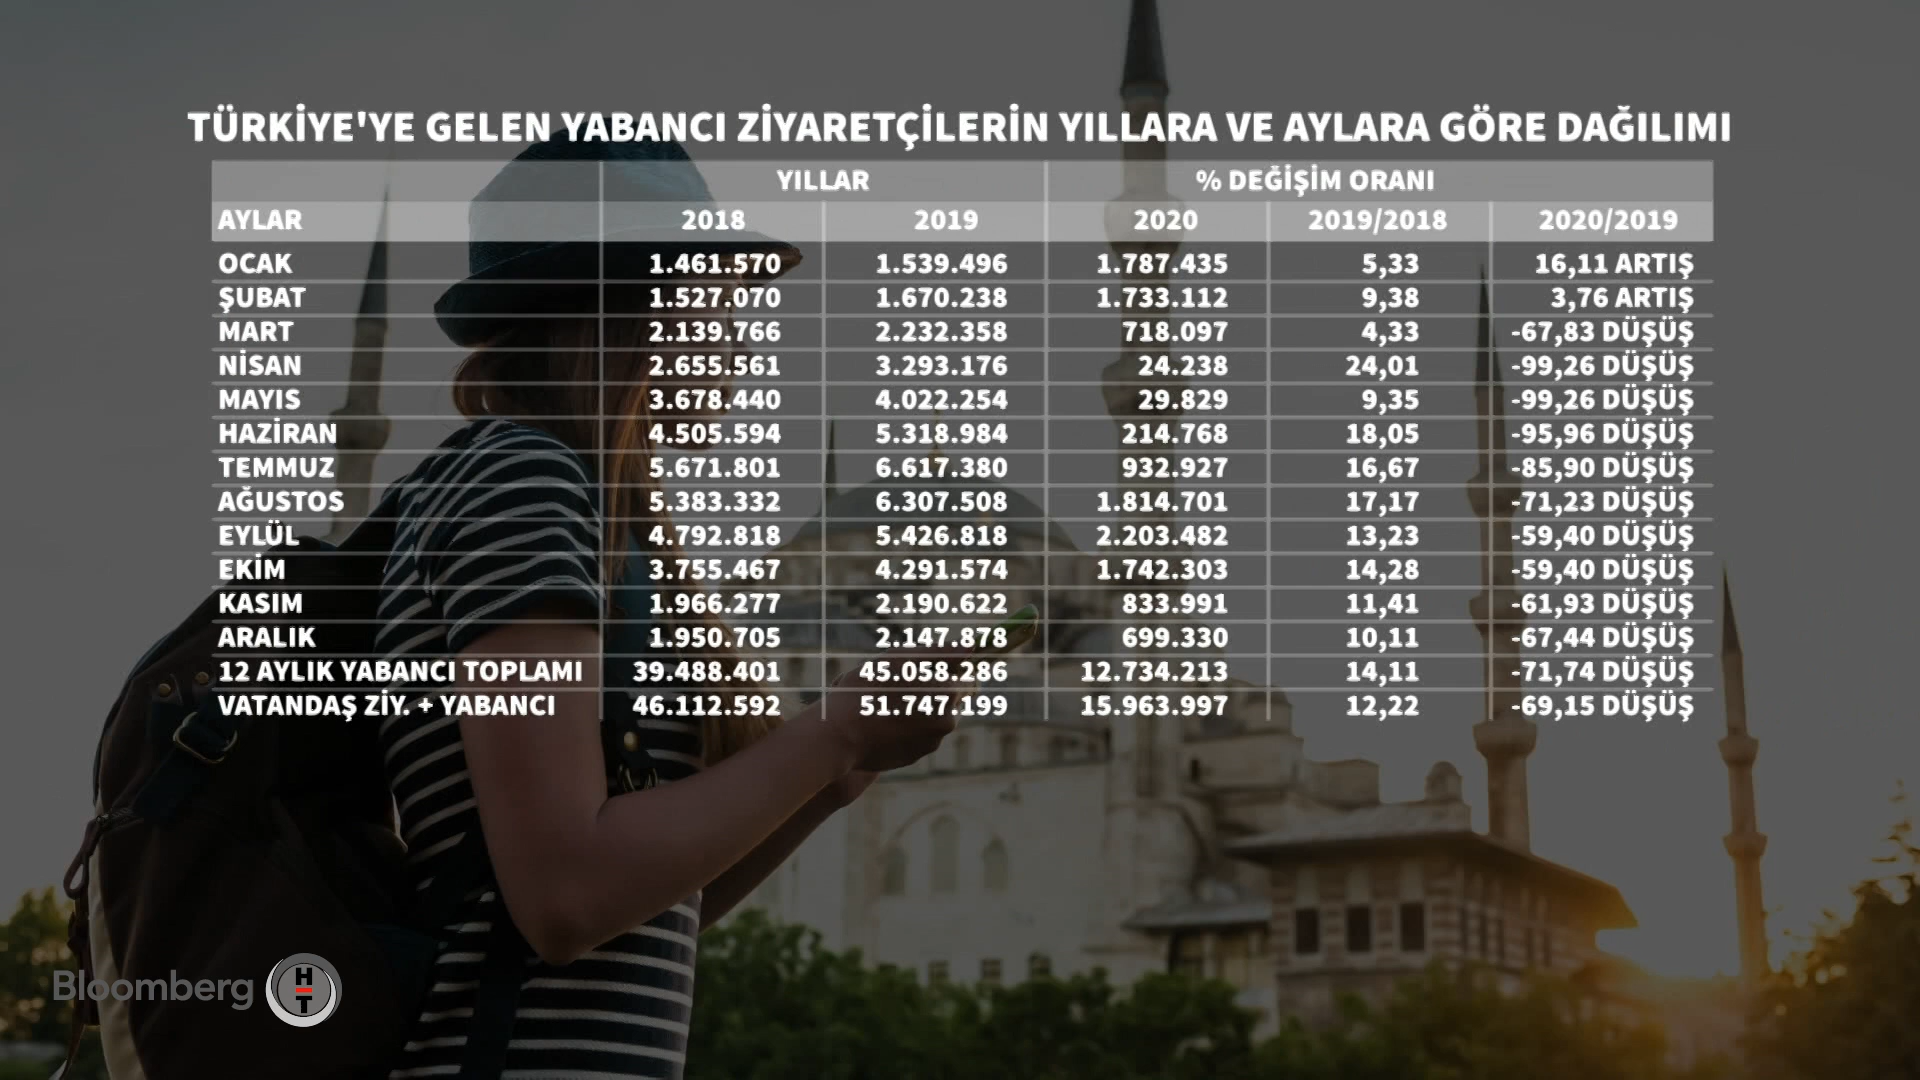 TÜRKİYE'YE GELEN YABANCI ZİYARETÇİLERİN YILLARA VE AYLARA GÖRE DAĞILIMI
YILLAR % DEĞİŞİM ORANI
AYLAR 2018 2019 2020 2019/2018 2020/2019
OCAK 1.461.570 1.539.496 1.787.435 5,33 16,11 ARTIŞ
ŞUBAT 1.527.070 1.670.238 1.733.112 9,38 3,76 ARTIŞ
MART 2.139.766 2.232.358 718.097 4,33 -67,83 DÜŞÜŞ
NİSAN 2.655.561 3.293.176 24.238 24,01 -99,26 DÜŞÜŞ
MAYIS 3.678.440 4.022.254 29.829 9,35 -99,26 DÜŞÜŞ
HAZİRAN 4.505.594 5.318.984 214.768 18,05 -95,96 DÜŞÜŞ
TEMMUZ 5.671.801 6.617.380 932.927 16,67 -85,90 DÜŞÜŞ
AĞUSTOS 5.383.332 6.307.508 1.814.701 17,17 -71,23 DÜŞÜŞ
EYLÜL 4.792.818 5.426.818 2.203.482 13,23 -59,40 DÜŞÜŞ
EKİM 3.755.467 4.291.574 1.742.303 14,28 -59,40 DÜŞÜŞ
KASIM 1.966.277 2.190.622 833.991 11,41 -61,93 DÜŞÜŞ
ARALIK 1.950.705 2.147.878 699.330 10,11 -67,44 DÜŞÜŞ
12 AYLIK YABANCI TOPLAMI 39.488.401 45.058.286 12.734.213 14,11 -71,74 DÜŞÜŞ
VATANDAŞ ZİY. + YABANCI 46.112.592 51.747.199 15.963.997 12,22 -69,15 DÜŞÜŞ
Bloomberg HT